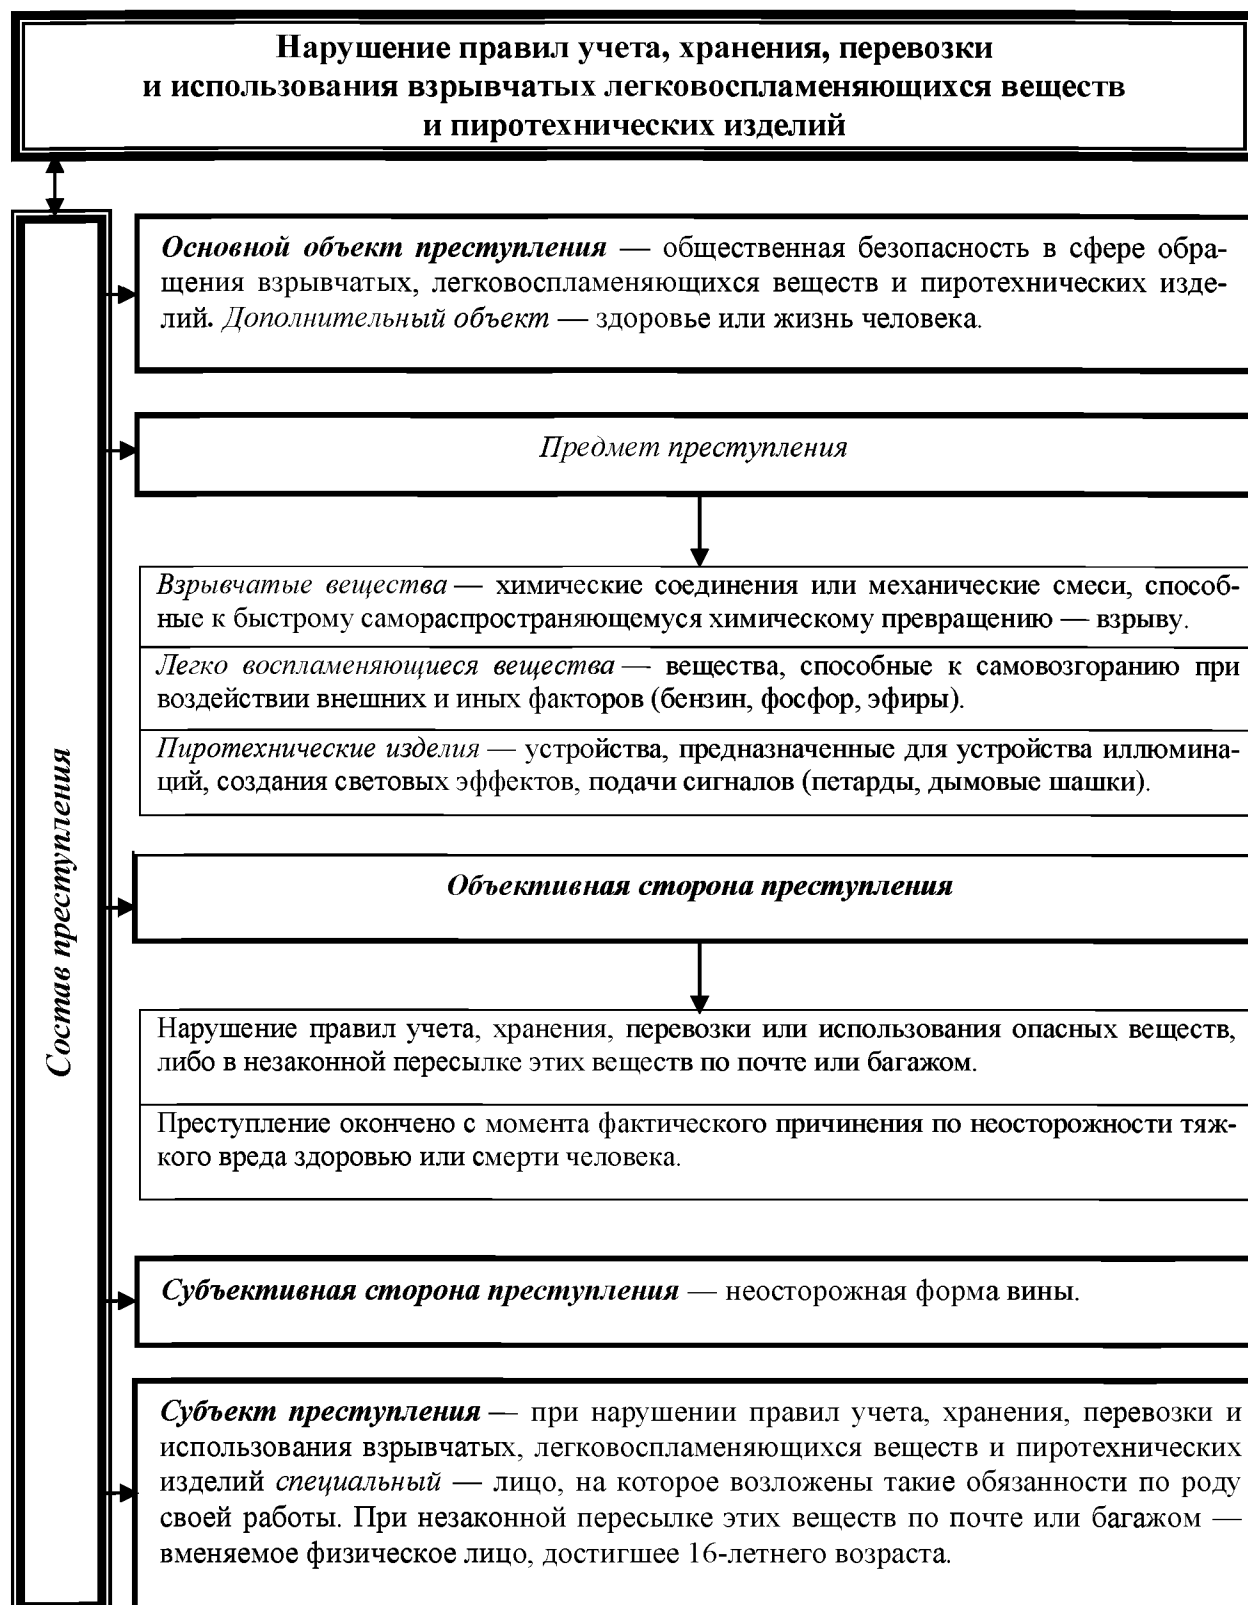 Нарушение правил учета, хранения, перевозки
и использования взрывчатых легковоспламеняющихся веществ
и пиротехнических изделий
Состав преступления
Основной объект преступления — общественная безопасность в сфере обра-
щения взрывчатых, легковоспламеняющихся веществ и пиротехнических изде-
лий. Дополнительный объект — здоровье или жизнь человека.
Предмет преступления
Взрывчатые вещества — химические соединения или механические смеси, способ-
ные к быстрому самораспространяющемуся химическому превращению — взрыву.
Легко воспламеняющиеся вещества — вещества, способные к самовозгоранию при
воздействии внешних и иных факторов (бензин, фосфор, эфиры).
Пиротехнические изделия — устройства, предназначенные для устройства иллюмина-
ций, создания световых эффектов, подачи сигналов (петарды, дымовые шашки).
Объективная сторона преступления
Нарушение правил учета, хранения, перевозки или использования опасных веществ,
либо в незаконной пересылке этих веществ по почте или багажом.
Преступление окончено с момента фактического причинения по неосторожности тяж-
кого вреда здоровью или смерти человека.
Субъективная сторона преступления — неосторожная форма вины.
Субъект преступления — при нарушении правил учета, хранения, перевозки и
использования взрывчатых, легковоспламеняющихся веществ и пиротехнических
изделий специальный — лицо, на которое возложены такие обязанности по роду
своей работы. При незаконной пересылке этих веществ по почте или багажом —
вменяемое физическое лицо, достигшее 16-летнего возраста.